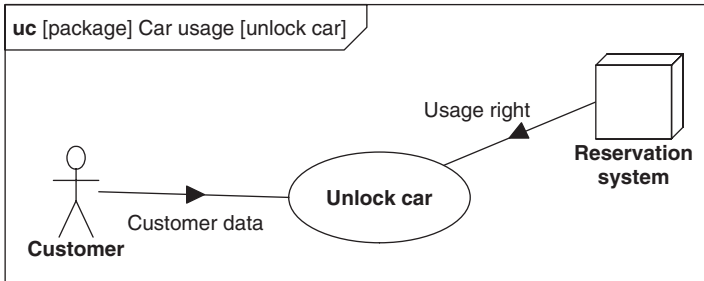 uc [package] Car usage [unlock car]
Usage right
Reservation
system
Unlock car
Customer data
Customer